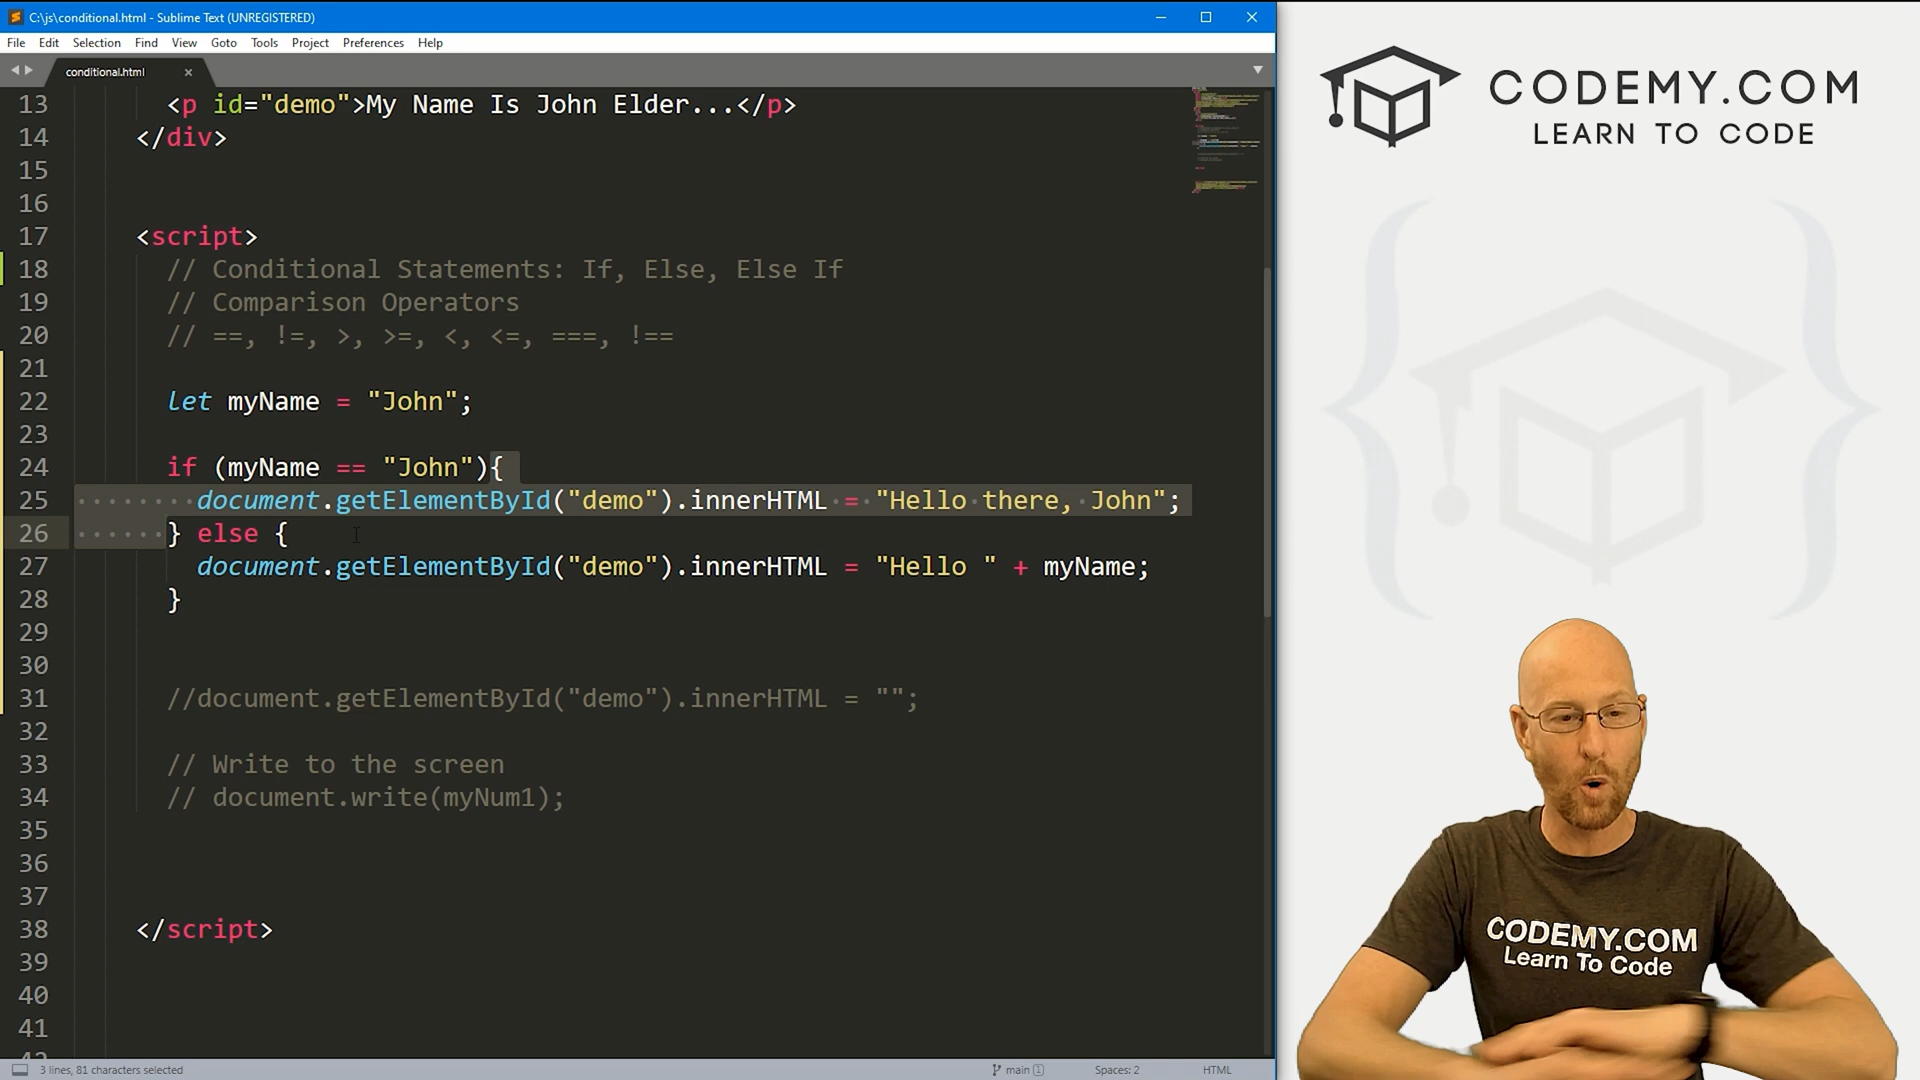 C:\js\conditional.html - Sublime Text (UNREGISTERED)
File Edit Selection Find View Goto Tools Project Preferences Help
conditional.html
13 <p id="demo">My Name Is John Elder...</p>
14 </div>
15
16
17 <script>
18 // Conditional Statements: If, Else, Else If
19 // Comparison Operators
20 // ==, !=, >, >=, <, <=, ===, !==
21
22 let myName = "John";
23
24 if (myName == "John"){
25 document.getElementById("demo").innerHTML = "Hello there, John";
26 } else {
27 document.getElementById("demo").innerHTML = "Hello " + myName;
28 }
29
30
31 //document.getElementById("demo").innerHTML = "";
32
33 // Write to the screen
34 // document.write(myNum1);
35
36
37
38 </script>
39
40
41
3 lines, 81 characters selected
main 1
Spaces: 2
HTML
CODEMY.COM
LEARN TO CODE
CODEMY.COM
Learn To Code